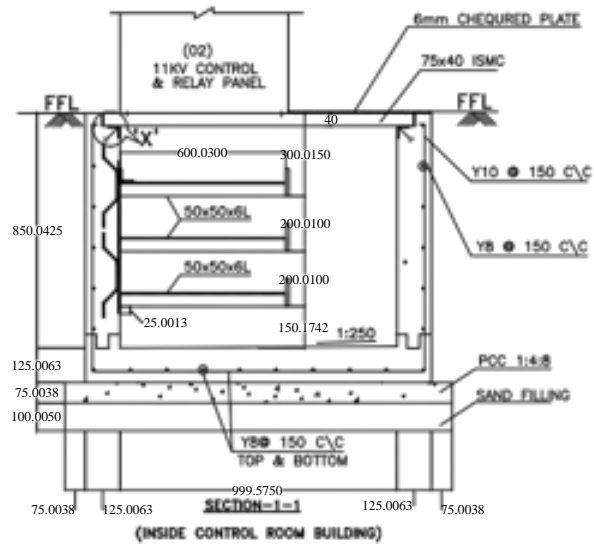 6mm CHEQURED PLATE
(02)
11KV CONTROL
& RELAY PANEL
75x40 ISMC
FFL
FFL
40
'X'
600.0300
300.0150
Y10 @ 150 C\C
50x50x6L
200.0100
850.0425
Y8 @ 150 C\C
50x50x6L
200.0100
25.0013
150.1742
1:250
125.0063
PCC 1:4:8
75.0038
SAND FILLING
100.0050
Y8@ 150 C\C
TOP & BOTTOM
999.5750
75.0038
125.0063
SECTION-1-1
125.0063
75.0038
(INSIDE CONTROL ROOM BUILDING)